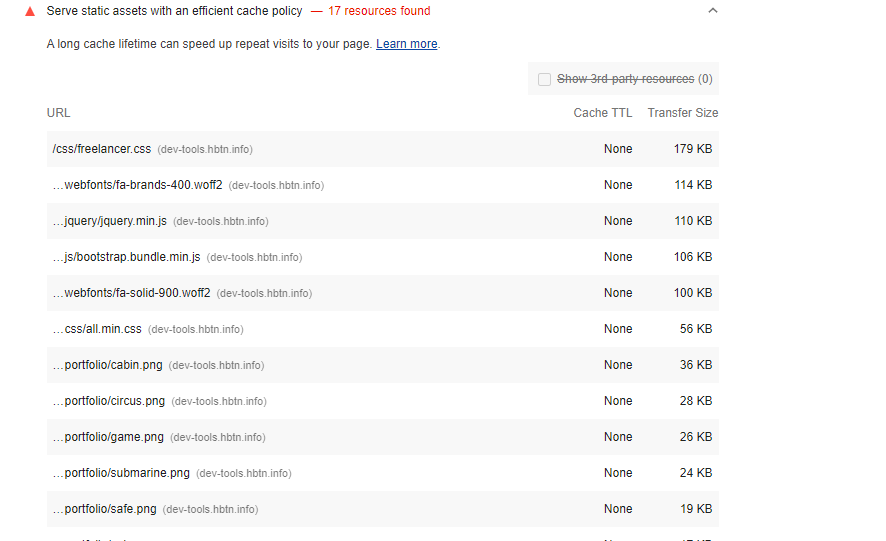 Serve static assets with an efficient cache policy — 17 resources found
A long cache lifetime can speed up repeat visits to your page. Learn more.
Show 3rd-party resources (0)
URL Cache TTL Transfer Size
/css/freelancer.css (dev-tools.hbtn.info) None 179 KB
…webfonts/fa-brands-400.woff2 (dev-tools.hbtn.info) None 114 KB
…jquery/jquery.min.js (dev-tools.hbtn.info) None 110 KB
…js/bootstrap.bundle.min.js (dev-tools.hbtn.info) None 106 KB
…webfonts/fa-solid-900.woff2 (dev-tools.hbtn.info) None 100 KB
…css/all.min.css (dev-tools.hbtn.info) None 56 KB
…portfolio/cabin.png (dev-tools.hbtn.info) None 36 KB
…portfolio/circus.png (dev-tools.hbtn.info) None 28 KB
…portfolio/game.png (dev-tools.hbtn.info) None 26 KB
…portfolio/submarine.png (dev-tools.hbtn.info) None 24 KB
…portfolio/safe.png (dev-tools.hbtn.info) None 19 KB